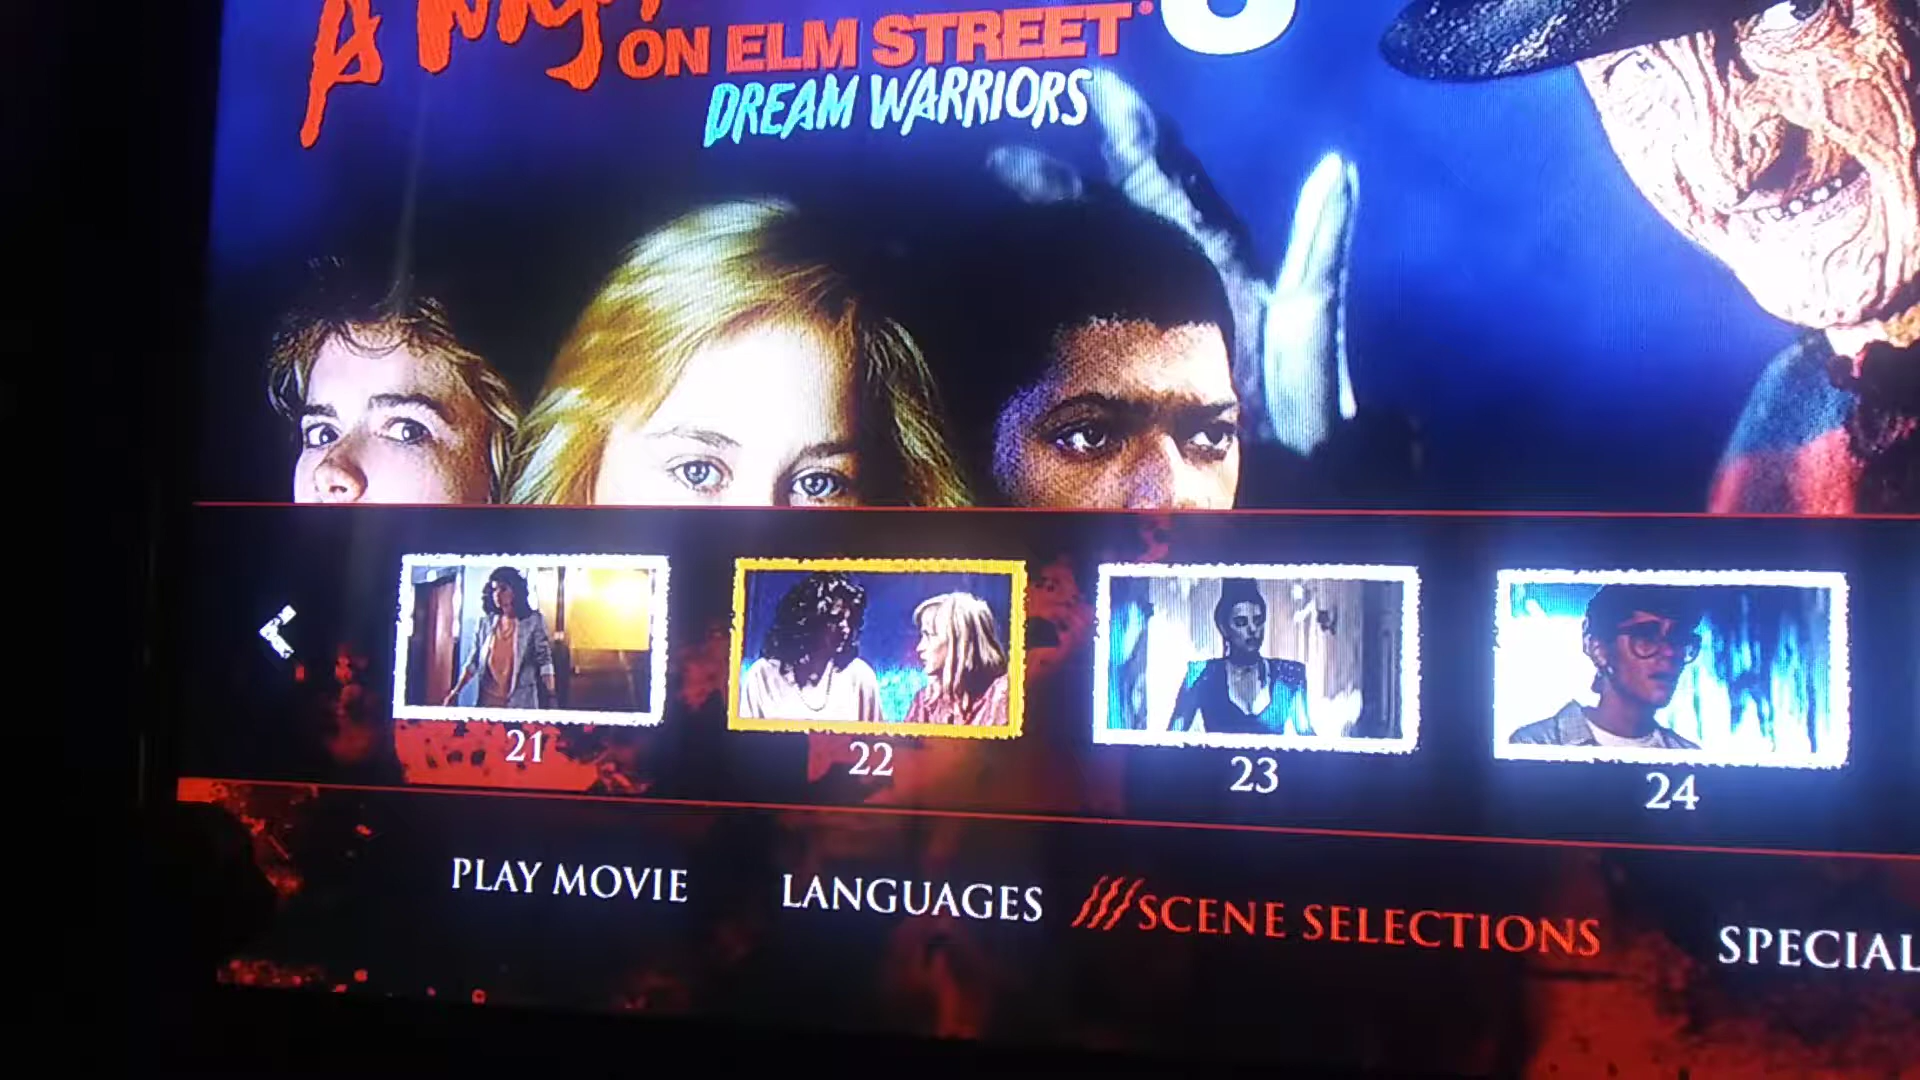 A
ON ELM STREET
DREAM WARRIORS
21
22
23
24
PLAY MOVIE
LANGUAGES
SCENE SELECTIONS
SPECIAL